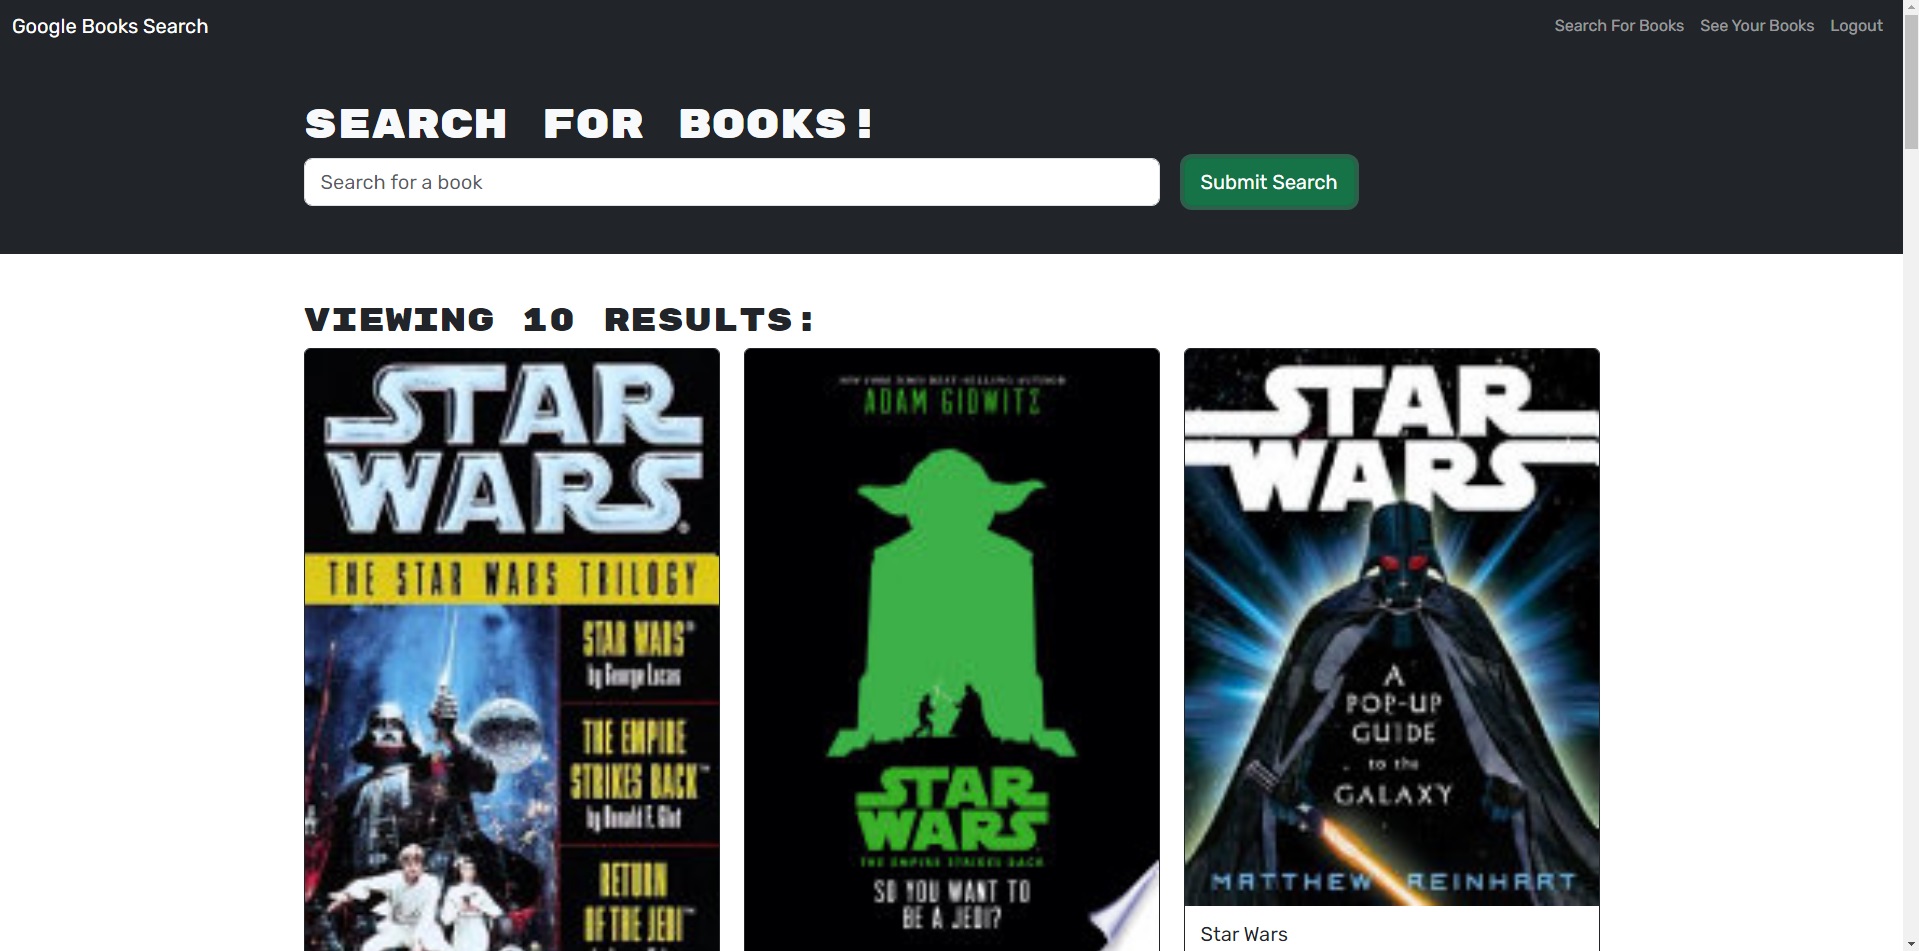 Google Books Search
Search For Books See Your Books Logout
SEARCH FOR BOOKS!
Search for a book
Submit Search
VIEWING 10 RESULTS:
STAR
WARS
THE STAR WARS TRILOGY
STAR WARS
by George Lucas
THE EMPIRE
STRIKES BACK™
by Donald F. Glut
RETURN
OF THE JEDI™
NEW YORK TIMES BEST-SELLING AUTHOR
ADAM GIDWITZ
STAR
WARS
THE EMPIRE STRIKES BACK
SO YOU WANT TO
BE A JEDI?
STAR
WARS
A
POP-UP
GUIDE
to the
GALAXY
MATTHEW REINHART
Star Wars